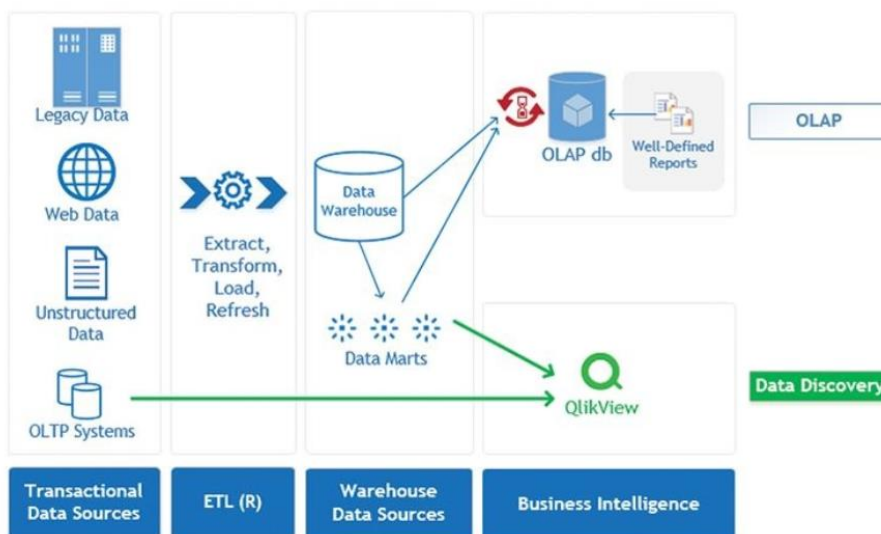 Legacy Data
Web Data
Unstructured
Data
OLTP Systems
Extract,
Transform,
Load,
Refresh
Data
Warehouse
Data Marts
OLAP db
Well-Defined
Reports
QlikView
OLAP
Data Discovery
Transactional
Data Sources
ETL (R)
Warehouse
Data Sources
Business Intelligence